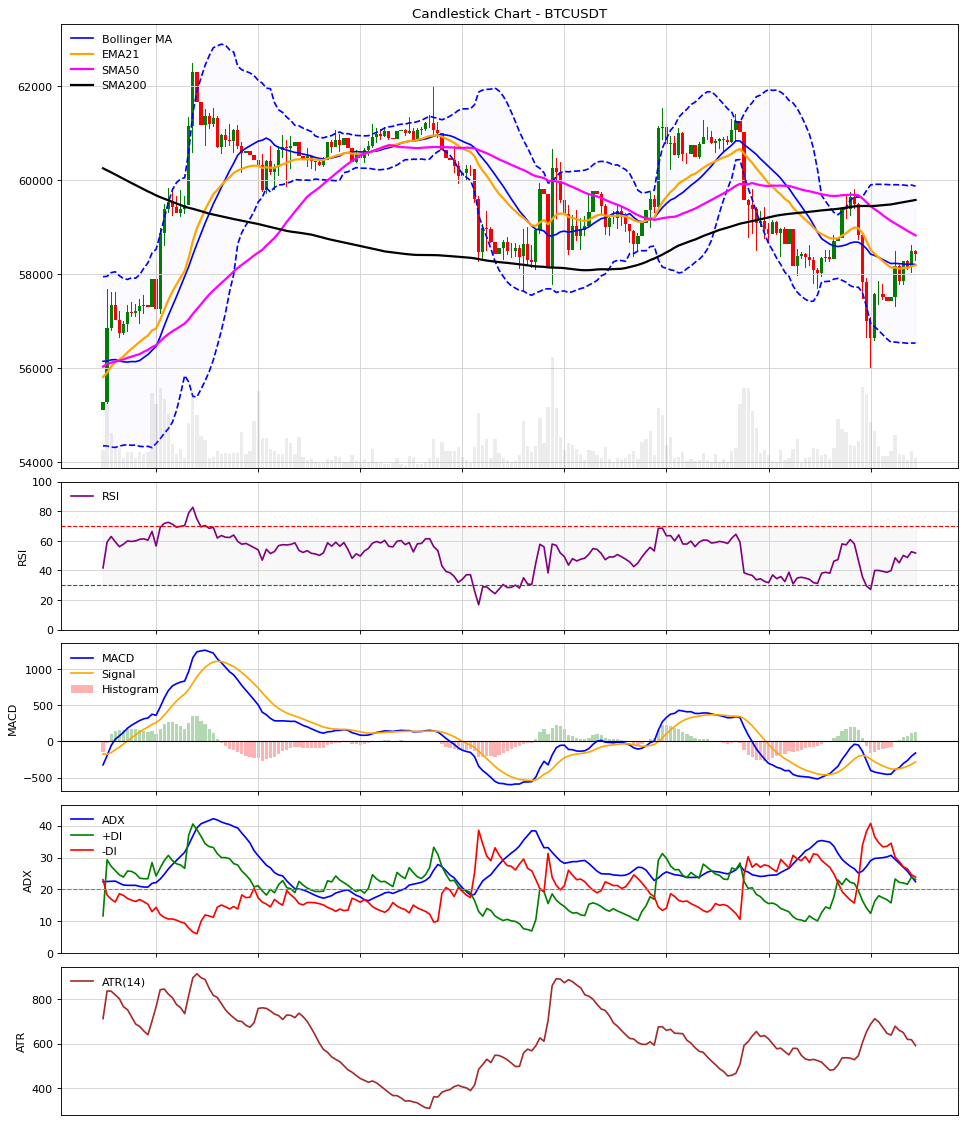 Candlestick Chart - BTCUSDT
Bollinger MA
EMA21
SMA50
SMA200
62000
60000
58000
56000
54000
RSI
RSI
100
80
60
40
20
0
MACD
MACD
Signal
Histogram
1000
500
0
−500
ADX
ADX
+DI
-DI
40
30
20
10
0
ATR
ATR(14)
800
600
400